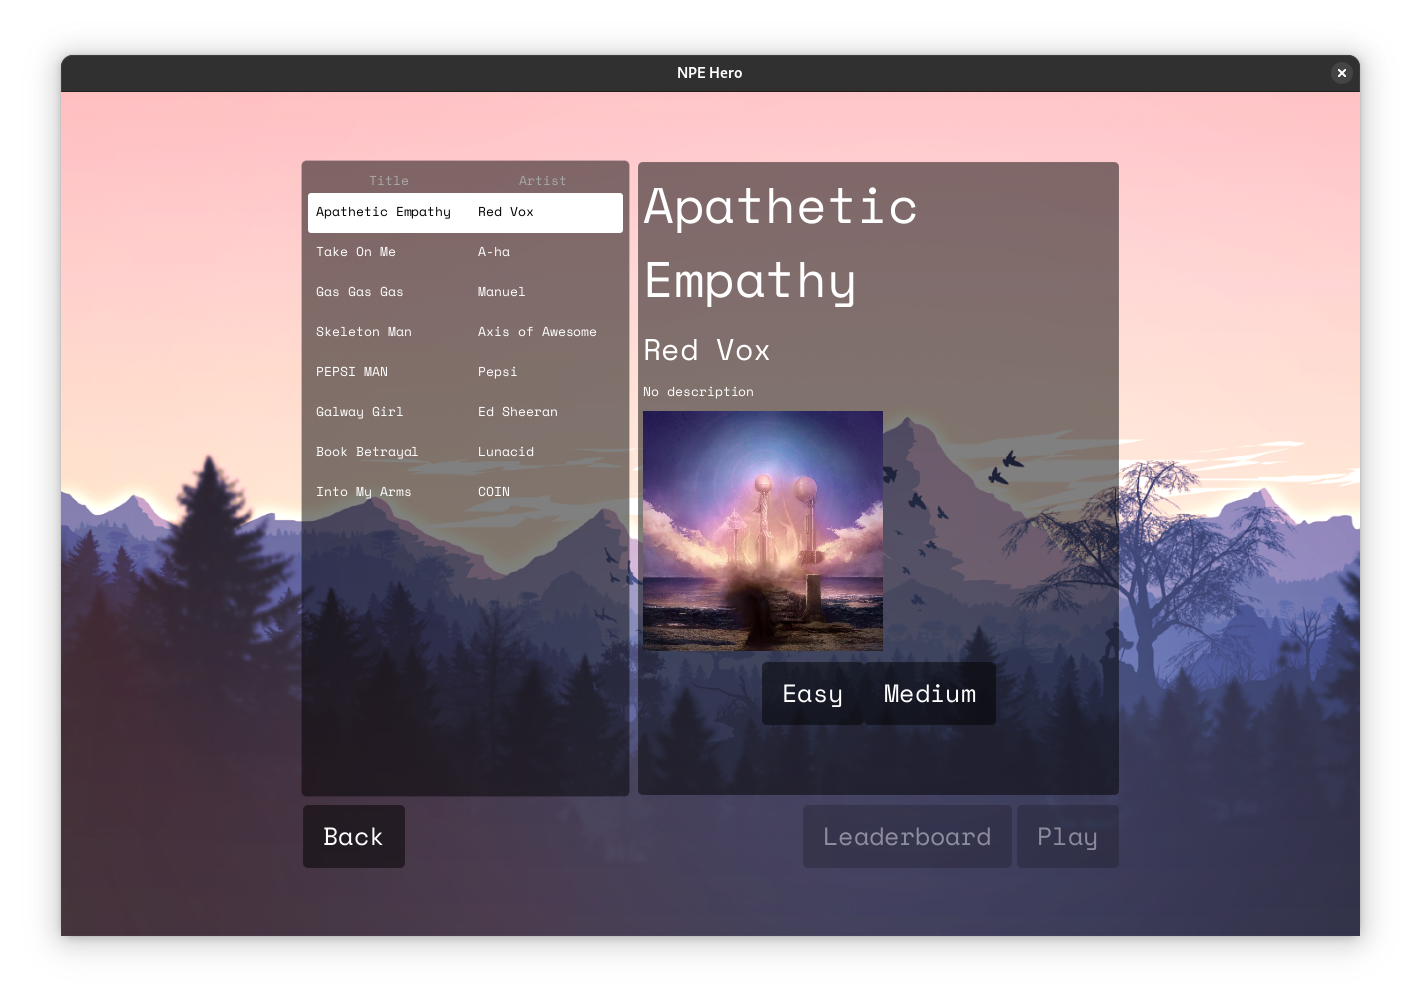 NPE Hero
Title Artist
Apathetic Empathy Red Vox
Take On Me A-ha
Gas Gas Gas Manuel
Skeleton Man Axis of Awesome
PEPSI MAN Pepsi
Galway Girl Ed Sheeran
Book Betrayal Lunacid
Into My Arms COIN
Apathetic
Empathy
Red Vox
No description
Easy Medium
Back Leaderboard Play